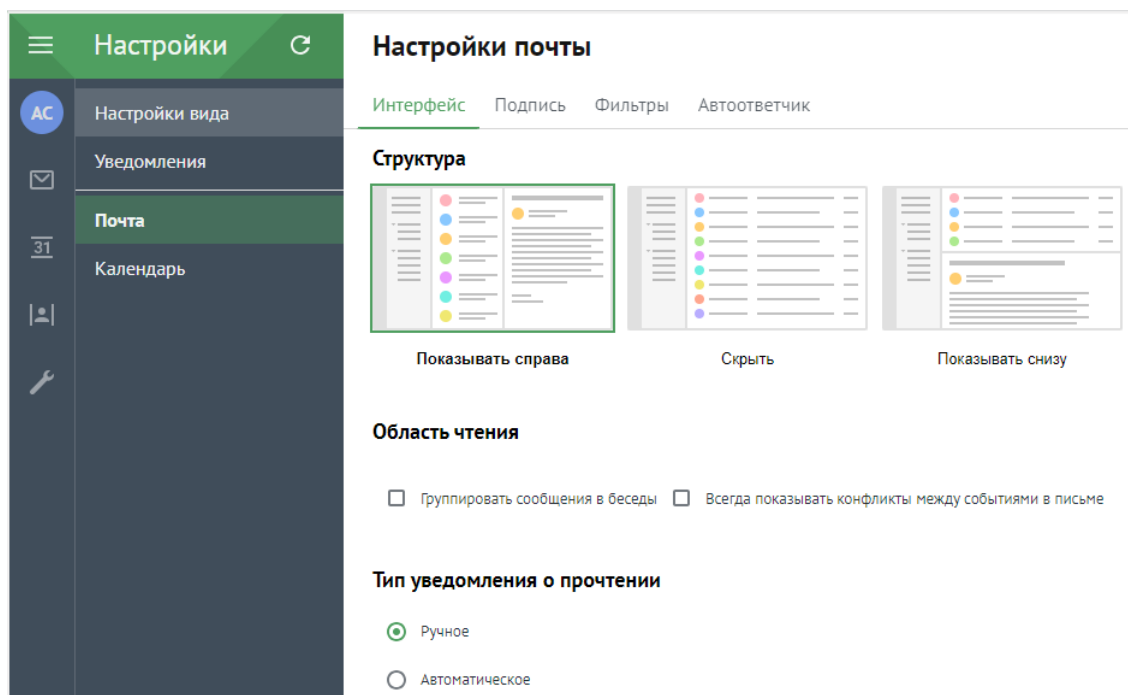 Настройки
АС
Настройки вида
Уведомления
Почта
31
Календарь
Настройки почты
Интерфейс Подпись Фильтры Автоответчик
Структура
Показывать справа Скрыть Показывать снизу
Область чтения
Группировать сообщения в беседы Всегда показывать конфликты между событиями в письме
Тип уведомления о прочтении
Ручное
Автоматическое